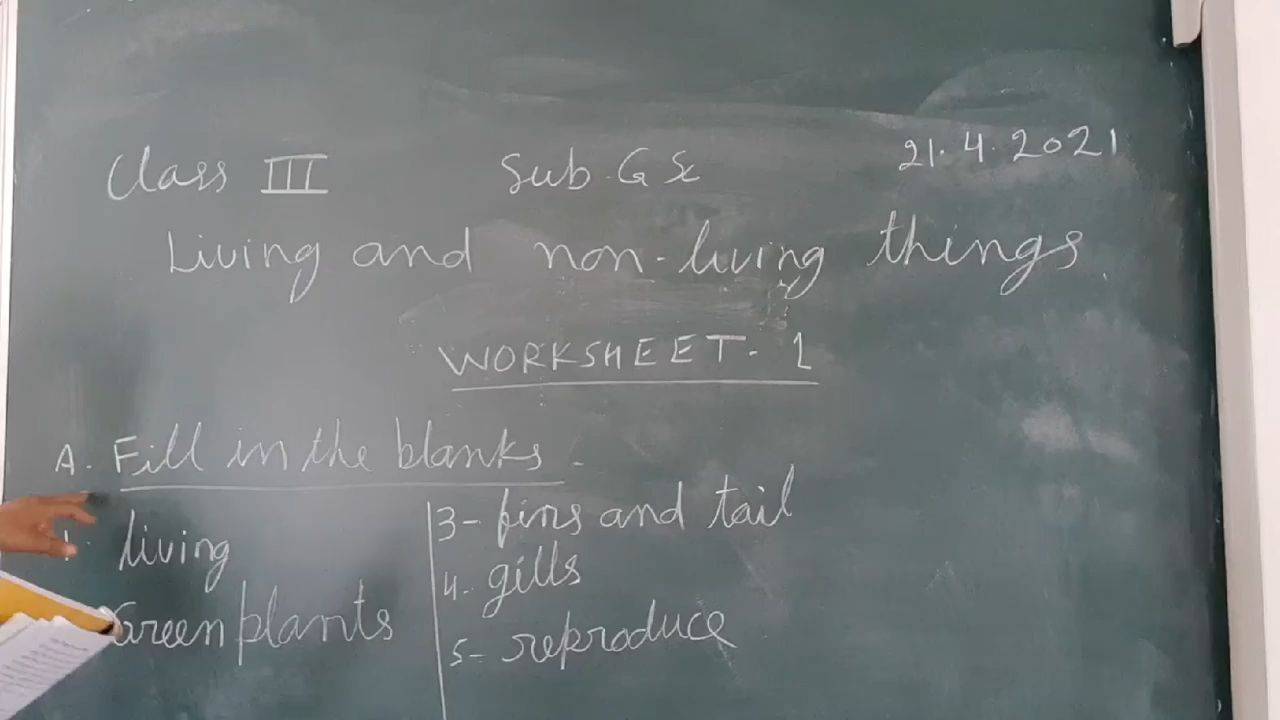 Class III Sub. G Sc 21.4.2021
Living and non-living things
WORKSHEET-1
A. Fill in the blanks.
1. living
Green plants
3- fins and tail
4. gills
5- reproduce